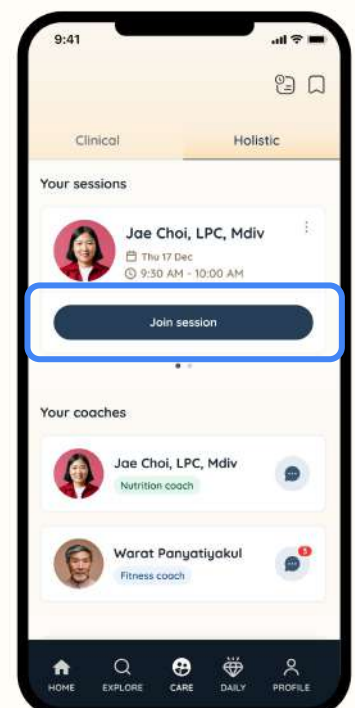 9:41
Clinical
Holistic
Your sessions
Jae Choi, LPC, Mdiv
Thu 17 Dec
9:30 AM - 10:00 AM
Join session
Your coaches
Jae Choi, LPC, Mdiv
Nutrition coach
Warat Panyatiyakul
3
Fitness coach
HOME
EXPLORE
CARE
DAILY
PROFILE